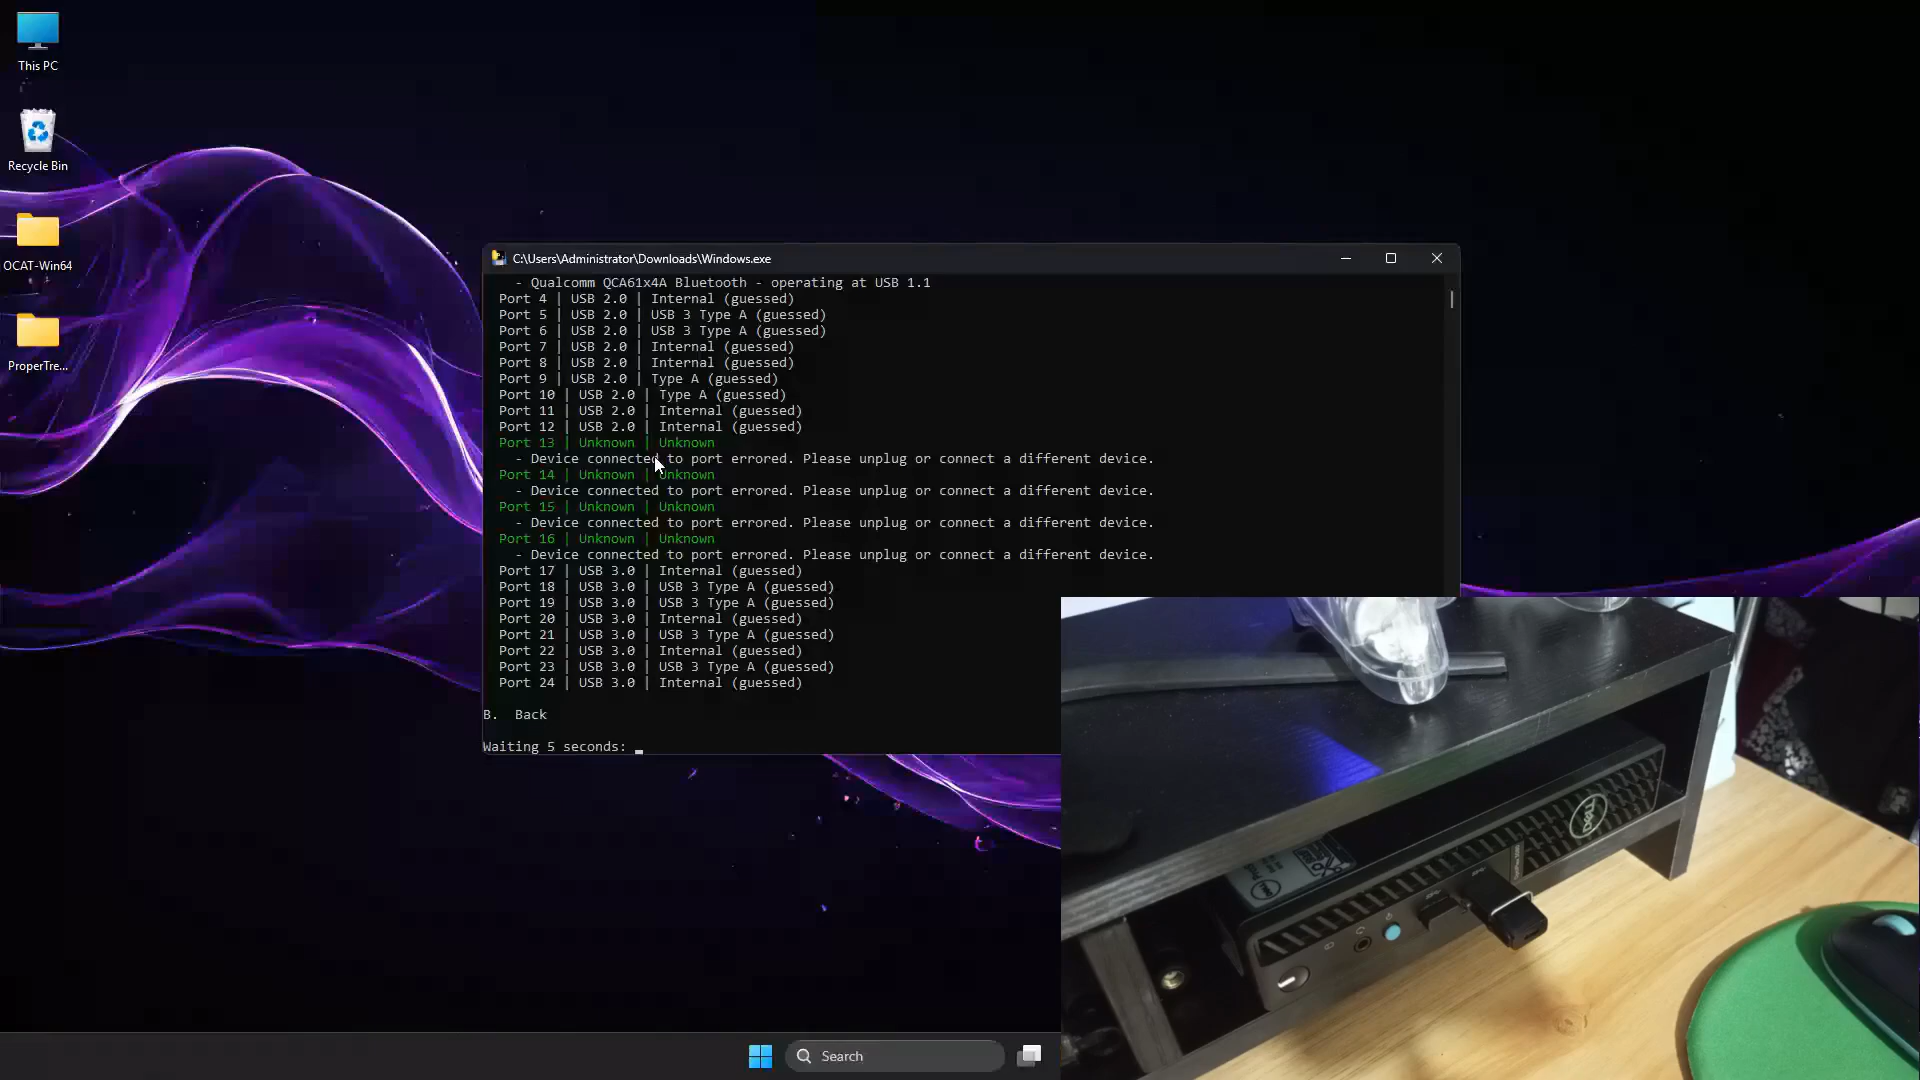 This PC
Recycle Bin
OCAT-Win64
ProperTre...
C:\Users\Administrator\Downloads\Windows.exe
- Qualcomm QCA61x4A Bluetooth - operating at USB 1.1
Port 4 | USB 2.0 | Internal (guessed)
Port 5 | USB 2.0 | USB 3 Type A (guessed)
Port 6 | USB 2.0 | USB 3 Type A (guessed)
Port 7 | USB 2.0 | Internal (guessed)
Port 8 | USB 2.0 | Internal (guessed)
Port 9 | USB 2.0 | Type A (guessed)
Port 10 | USB 2.0 | Type A (guessed)
Port 11 | USB 2.0 | Internal (guessed)
Port 12 | USB 2.0 | Internal (guessed)
Port 13 | Unknown | Unknown
- Device connected to port errored. Please unplug or connect a different device.
Port 14 | Unknown | Unknown
- Device connected to port errored. Please unplug or connect a different device.
Port 15 | Unknown | Unknown
- Device connected to port errored. Please unplug or connect a different device.
Port 16 | Unknown | Unknown
- Device connected to port errored. Please unplug or connect a different device.
Port 17 | USB 3.0 | Internal (guessed)
Port 18 | USB 3.0 | USB 3 Type A (guessed)
Port 19 | USB 3.0 | USB 3 Type A (guessed)
Port 20 | USB 3.0 | Internal (guessed)
Port 21 | USB 3.0 | USB 3 Type A (guessed)
Port 22 | USB 3.0 | Internal (guessed)
Port 23 | USB 3.0 | USB 3 Type A (guessed)
Port 24 | USB 3.0 | Internal (guessed)
B. Back
Waiting 5 seconds:
DELL
Search